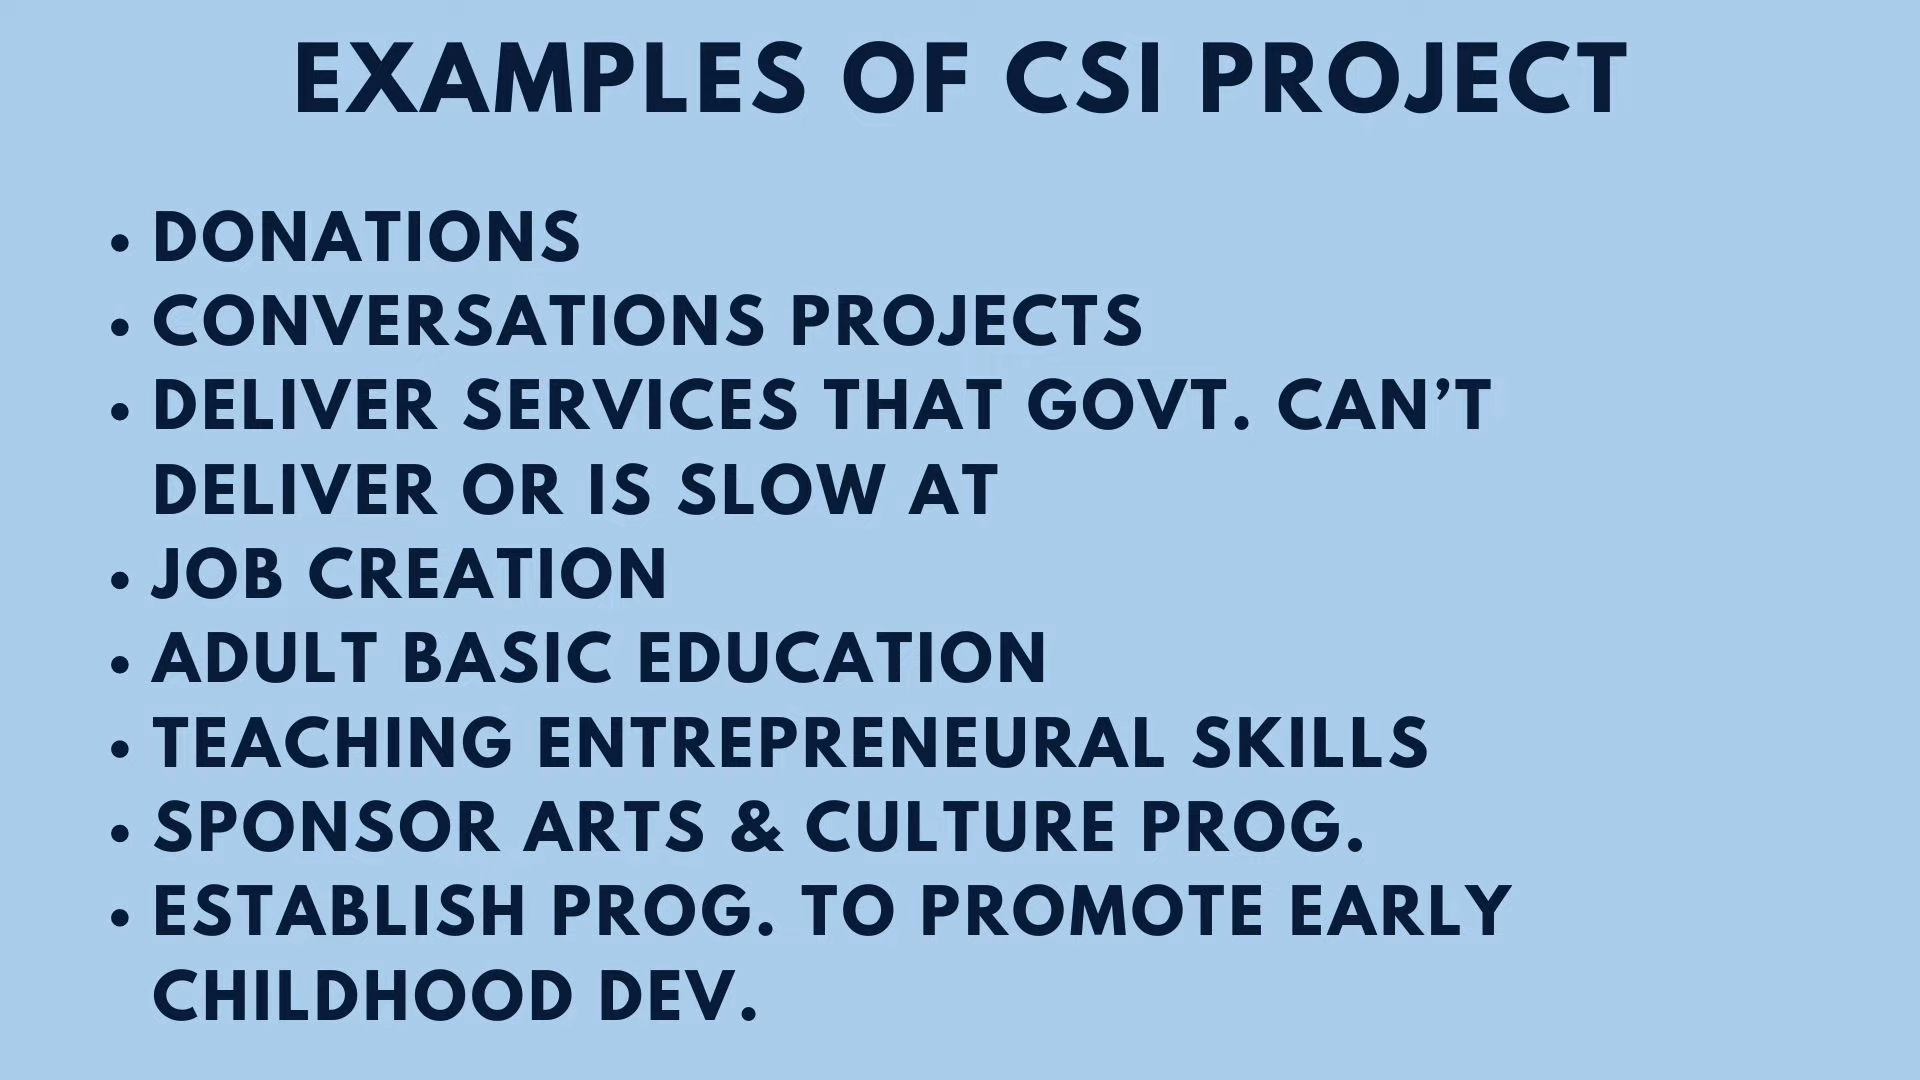 EXAMPLES OF CSI PROJECT
• DONATIONS
• CONVERSATIONS PROJECTS
• DELIVER SERVICES THAT GOVT. CAN’T
DELIVER OR IS SLOW AT
• JOB CREATION
• ADULT BASIC EDUCATION
• TEACHING ENTREPRENEURAL SKILLS
• SPONSOR ARTS & CULTURE PROG.
• ESTABLISH PROG. TO PROMOTE EARLY
CHILDHOOD DEV.